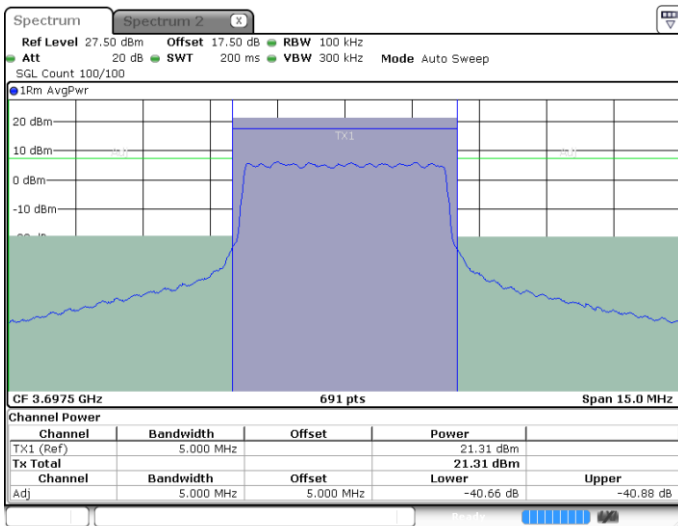 Spectrum Spectrum 2 X
Ref Level 27.50 dBm Offset 17.50 dB RBW 100 kHz
Att 20 dB SWT 200 ms VBW 300 kHz Mode Auto Sweep
SGL Count 100/100
1Rm AvgPwr
20 dBm
TX1
10 dBm Adj Adj
0 dBm
-10 dBm
CF 3.6975 GHz 691 pts Span 15.0 MHz
Channel Power
Channel Bandwidth Offset Power
TX1 (Ref) 5.000 MHz 21.31 dBm
Tx Total 21.31 dBm
Channel Bandwidth Offset Lower Upper
Adj 5.000 MHz 5.000 MHz -40.66 dB -40.88 dB
Ready